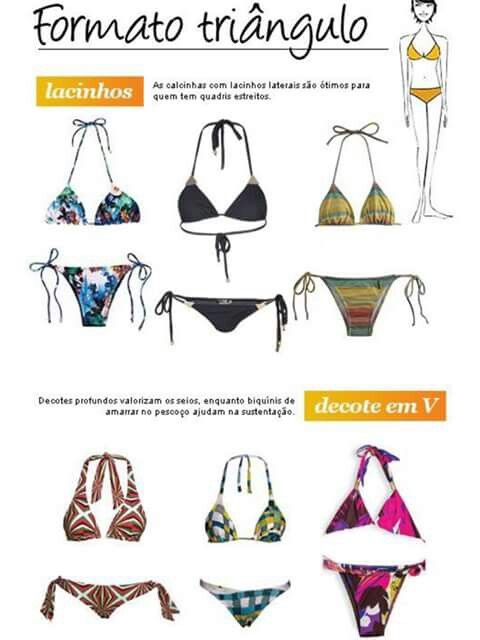 Formato triângulo
lacinhos
As calcinhas com lacinhos laterais são ótimos para
quem tem quadris estreitos.
Decotes profundos valorizam os seios, enquanto biquínis de
amarrar no pescoço ajudam na sustentação.
decote em V